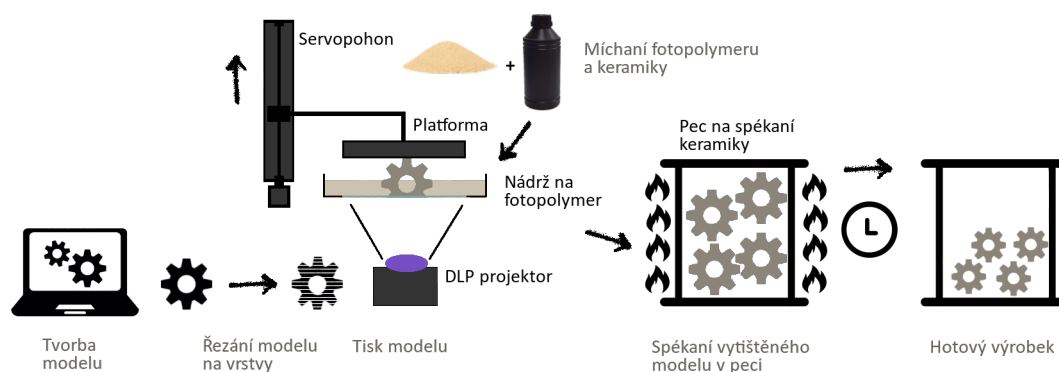 Servopohon
Míchaní fotopolymeru
a keramiky
+
Platforma
Pec na spékaní
keramiky
Nádrž na
fotopolymer
DLP projektor
Tvorba
modelu
Řezání modelu
na vrstvy
Tisk modelu
Spékaní vytištěného
modelu v peci
Hotový výrobek